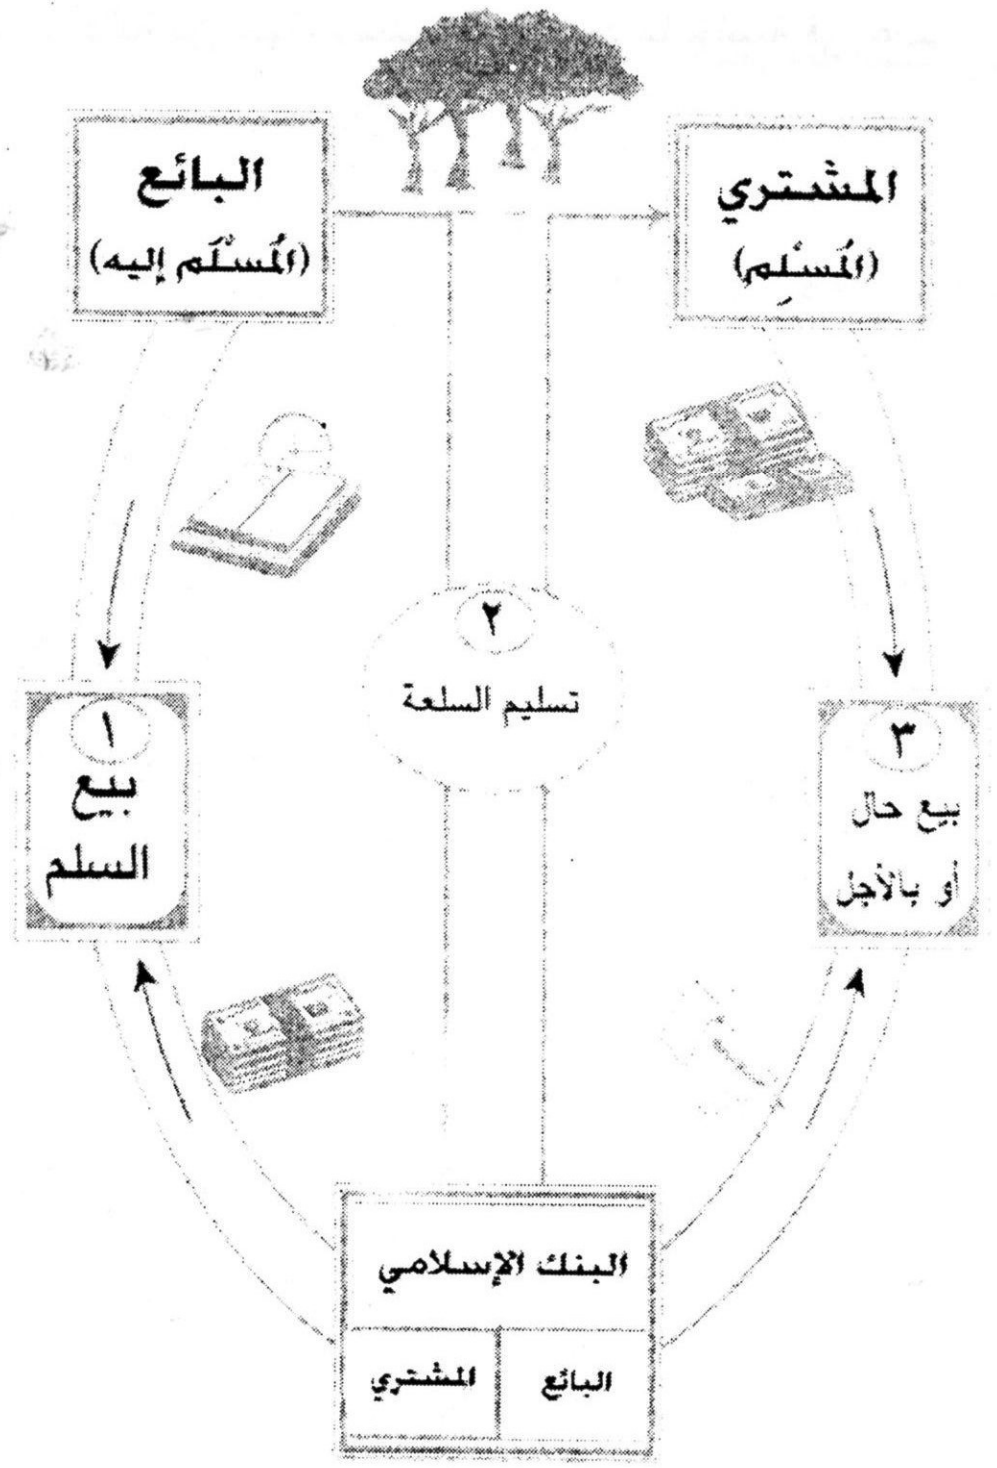 المشتري
(المُسْلِمِ)
البائع
(المُسْلَم إليه)
٢
تسليم السلعة
٣
بيع حال
أو بالأجل
١
بيع
السلم
البنك الإسلامي
البائع
المشتري